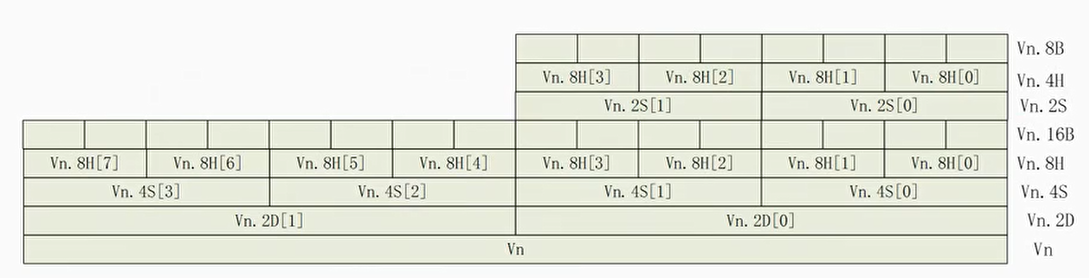 Vn. 8B
Vn. 8H[3] Vn. 8H[2] Vn. 8H[1] Vn. 8H[0] Vn. 4H
Vn. 2S[1] Vn. 2S[0] Vn. 2S
Vn. 16B
Vn. 8H[7] Vn. 8H[6] Vn. 8H[5] Vn. 8H[4] Vn. 8H[3] Vn. 8H[2] Vn. 8H[1] Vn. 8H[0] Vn. 8H
Vn. 4S[3] Vn. 4S[2] Vn. 4S[1] Vn. 4S[0] Vn. 4S
Vn. 2D[1] Vn. 2D[0] Vn. 2D
Vn Vn